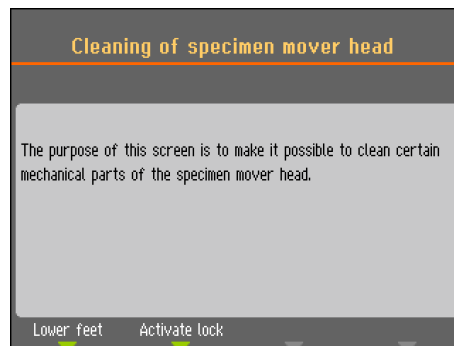 Cleaning of specimen mover head
The purpose of this screen is to make it possible to clean certain
mechanical parts of the specimen mover head.
Lower feet Activate lock